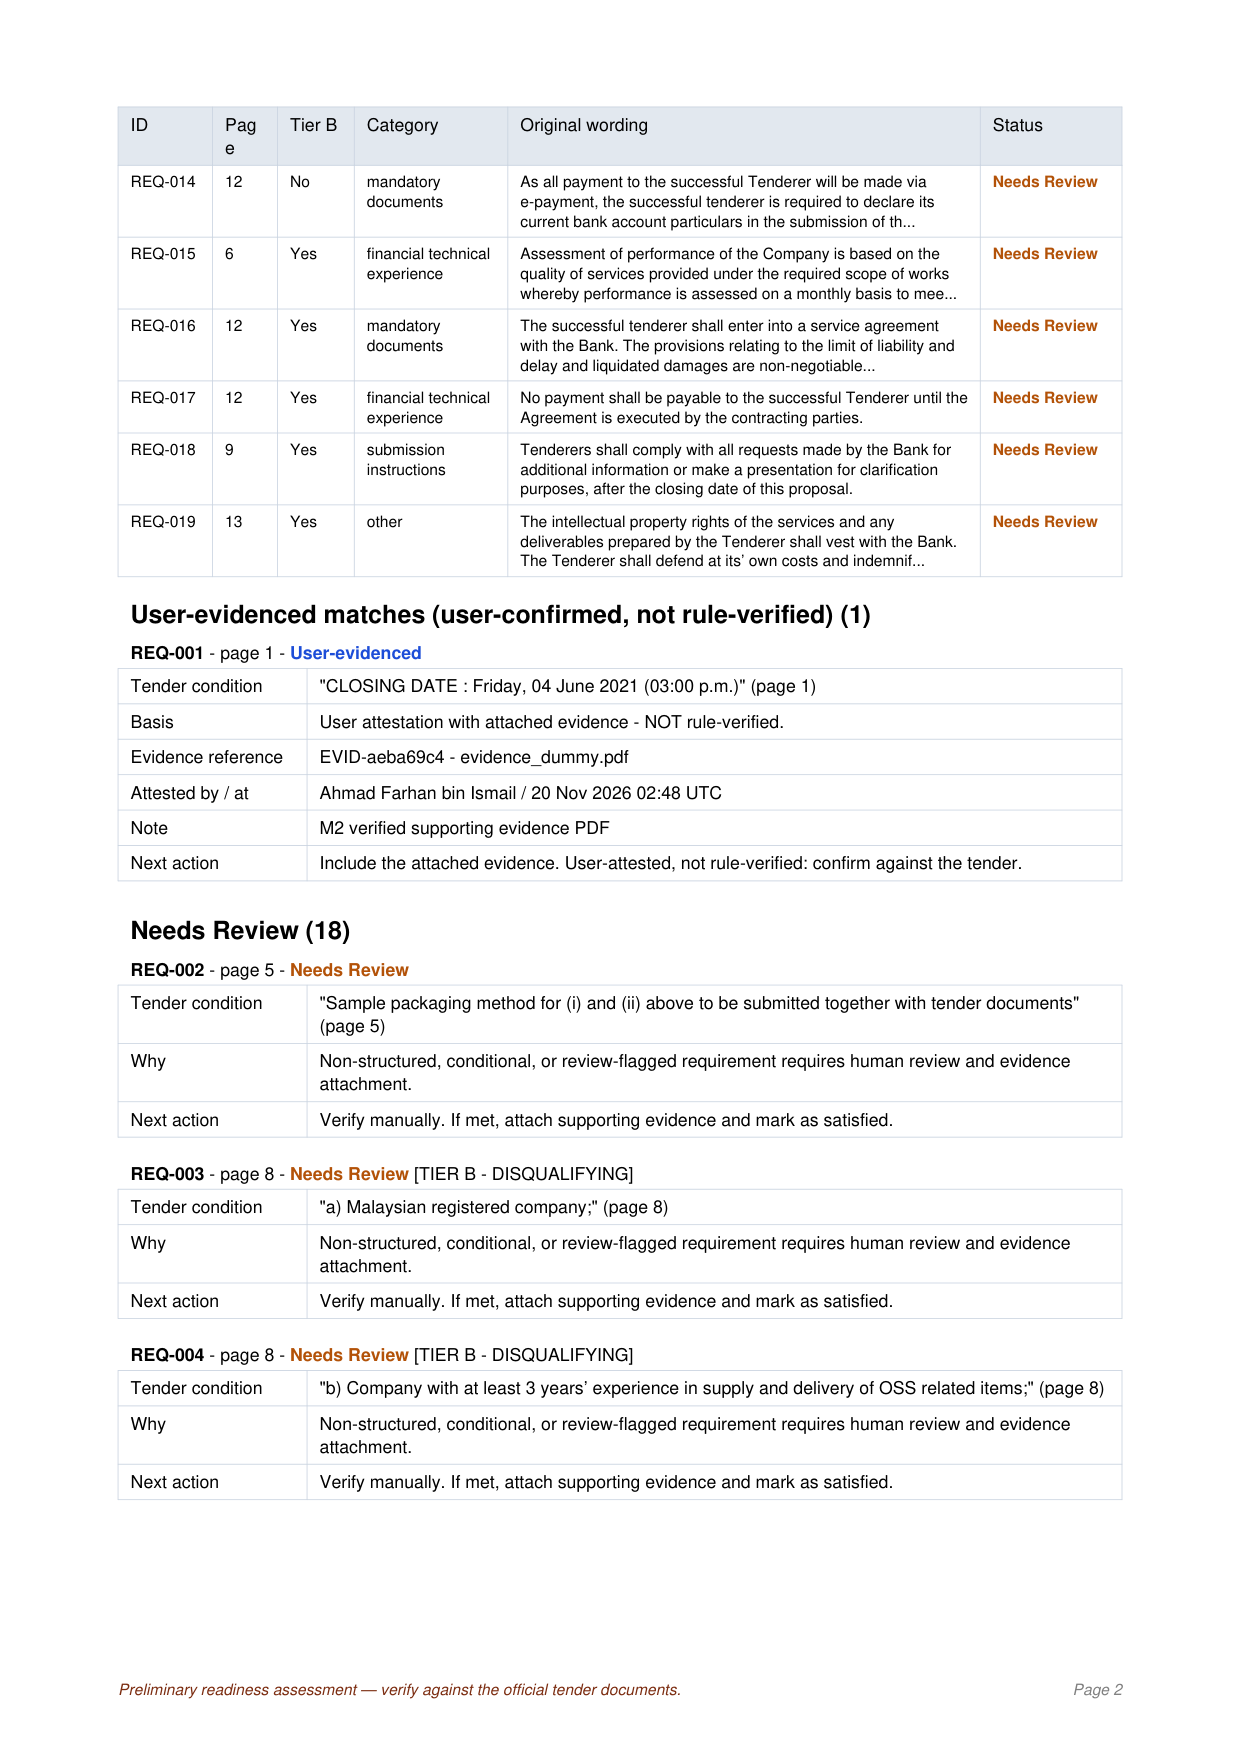 ID Pag
e Tier B Category Original wording Status
REQ-014 12 No mandatory
documents As all payment to the successful Tenderer will be made via
e-payment, the successful tenderer is required to declare its
current bank account particulars in the submission of th... Needs Review
REQ-015 6 Yes financial technical
experience Assessment of performance of the Company is based on the
quality of services provided under the required scope of works
whereby performance is assessed on a monthly basis to mee... Needs Review
REQ-016 12 Yes mandatory
documents The successful tenderer shall enter into a service agreement
with the Bank. The provisions relating to the limit of liability and
delay and liquidated damages are non-negotiable... Needs Review
REQ-017 12 Yes financial technical
experience No payment shall be payable to the successful Tenderer until the
Agreement is executed by the contracting parties. Needs Review
REQ-018 9 Yes submission
instructions Tenderers shall comply with all requests made by the Bank for
additional information or make a presentation for clarification
purposes, after the closing date of this proposal. Needs Review
REQ-019 13 Yes other The intellectual property rights of the services and any
deliverables prepared by the Tenderer shall vest with the Bank.
The Tenderer shall defend at its’ own costs and indemnif... Needs Review
User-evidenced matches (user-confirmed, not rule-verified) (1)
REQ-001 - page 1 - User-evidenced
Tender condition "CLOSING DATE : Friday, 04 June 2021 (03:00 p.m.)" (page 1)
Basis User attestation with attached evidence - NOT rule-verified.
Evidence reference EVID-aeba69c4 - evidence_dummy.pdf
Attested by / at Ahmad Farhan bin Ismail / 20 Nov 2026 02:48 UTC
Note M2 verified supporting evidence PDF
Next action Include the attached evidence. User-attested, not rule-verified: confirm against the tender.
Needs Review (18)
REQ-002 - page 5 - Needs Review
Tender condition "Sample packaging method for (i) and (ii) above to be submitted together with tender documents"
(page 5)
Why Non-structured, conditional, or review-flagged requirement requires human review and evidence
attachment.
Next action Verify manually. If met, attach supporting evidence and mark as satisfied.
REQ-003 - page 8 - Needs Review [TIER B - DISQUALIFYING]
Tender condition "a) Malaysian registered company;" (page 8)
Why Non-structured, conditional, or review-flagged requirement requires human review and evidence
attachment.
Next action Verify manually. If met, attach supporting evidence and mark as satisfied.
REQ-004 - page 8 - Needs Review [TIER B - DISQUALIFYING]
Tender condition "b) Company with at least 3 years’ experience in supply and delivery of OSS related items;" (page 8)
Why Non-structured, conditional, or review-flagged requirement requires human review and evidence
attachment.
Next action Verify manually. If met, attach supporting evidence and mark as satisfied.
Preliminary readiness assessment — verify against the official tender documents. Page 2